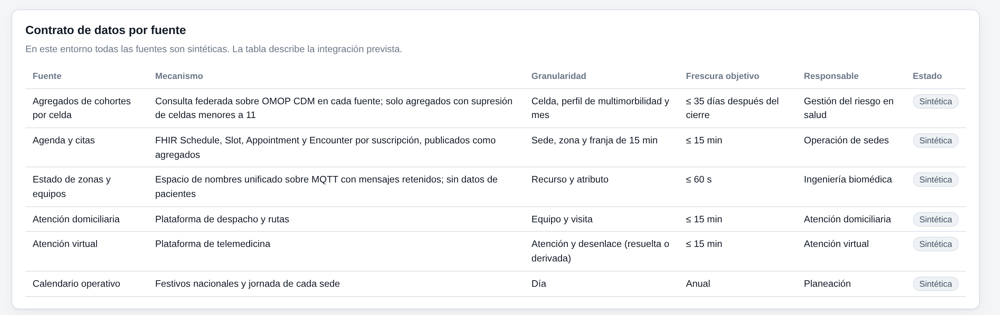 Contrato de datos por fuente
En este entorno todas las fuentes son sintéticas. La tabla describe la integración prevista.
Fuente Mecanismo Granularidad Frescura objetivo Responsable Estado
Agregados de cohortes Consulta federada sobre OMOP CDM en cada fuente; solo agregados con supresión Celda, perfil de multimorbilidad y ≤ 35 días después del Gestión del riesgo en Sintética
por celda de celdas menores a 11 mes cierre salud
Agenda y citas FHIR Schedule, Slot, Appointment y Encounter por suscripción, publicados como Sede, zona y franja de 15 min ≤ 15 min Operación de sedes Sintética
agregados
Estado de zonas y Espacio de nombres unificado sobre MQTT con mensajes retenidos; sin datos de Recurso y atributo ≤ 60 s Ingeniería biomédica Sintética
equipos pacientes
Atención domiciliaria Plataforma de despacho y rutas Equipo y visita ≤ 15 min Atención domiciliaria Sintética
Atención virtual Plataforma de telemedicina Atención y desenlace (resuelta o ≤ 15 min Atención virtual Sintética
derivada)
Calendario operativo Festivos nacionales y jornada de cada sede Día Anual Planeación Sintética